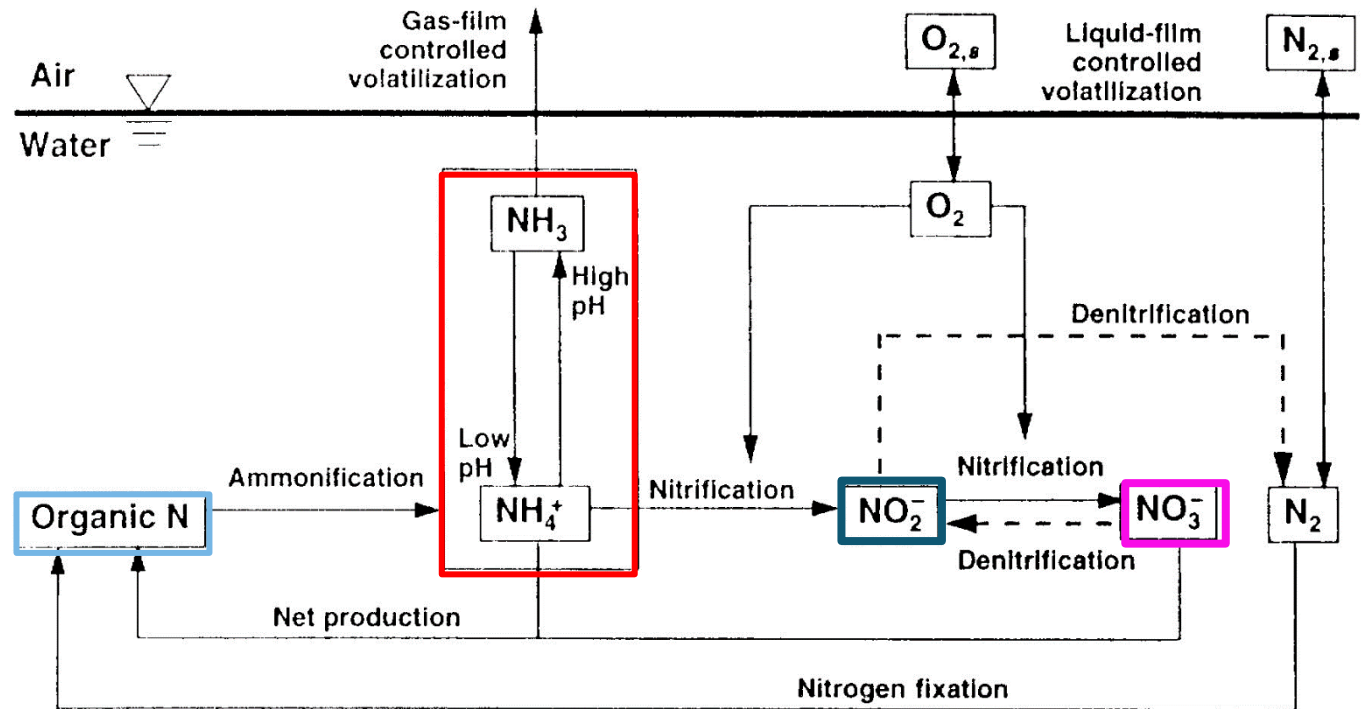 Gas-film
controlled
volatilization
O₂,ₛ
Liquid-film
controlled
volatilization
N₂,ₛ
Air
Water
NH₃
O₂
High
pH
Denitrification
Low
pH
Ammonification
Nitrification
Nitrification
Organic N
NH₄⁺
NO₂⁻
NO₃⁻
N₂
Denitrification
Net production
Nitrogen fixation